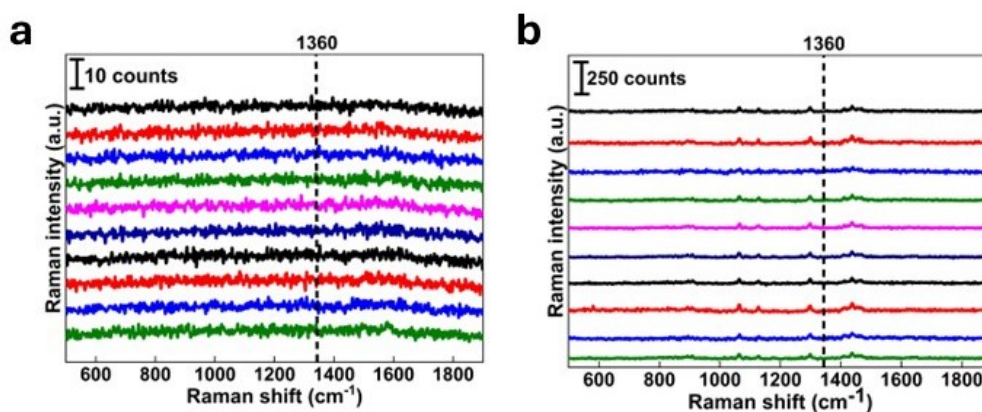 a
1360
10 counts
Raman intensity (a.u.)
600 800 1000 1200 1400 1600 1800
Raman shift (cm⁻¹)
b
1360
250 counts
Raman intensity (a.u.)
600 800 1000 1200 1400 1600 1800
Raman shift (cm⁻¹)